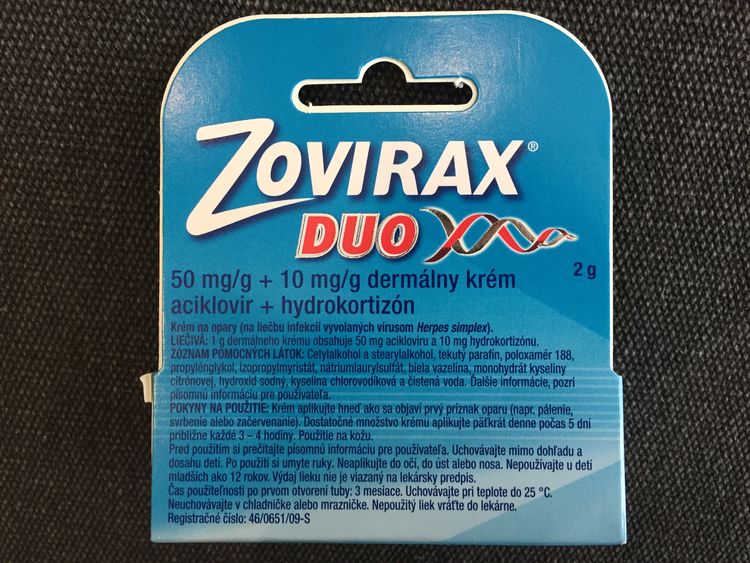 ZOVIRAX®
DUO
50 mg/g + 10 mg/g dermálny krém
2 g
aciklovir + hydrokortizón
Krém na opary (na liečbu infekcií vyvolaných vírusom Herpes simplex).
LIEČIVÁ: 1 g dermálneho krému obsahuje 50 mg acikloviru a 10 mg hydrokortizónu.
ZOZNAM POMOCNÝCH LÁTOK: Cetylalkohol a stearylalkohol, tekutý parafín, poloxamér 188,
propylénglykol, izopropylmyristát, nátriumlaurylsulfát, biela vazelína, monohydrát kyseliny
citrónovej, hydroxid sodný, kyselina chlorovodíková a čistená voda. Ďalšie informácie, pozri
písomnú informáciu pre používateľa.
POKYNY NA POUŽITIE: Krém aplikujte hneď ako sa objaví prvý príznak oparu (napr. pálenie,
svrbenie alebo začervenanie). Dostatočné množstvo krému aplikujte päťkrát denne počas 5 dní
približne každé 3 – 4 hodiny. Použitie na kožu.
Pred použitím si prečítajte písomnú informáciu pre používateľa. Uchovávajte mimo dohľadu a
dosahu detí. Po použití si umyte ruky. Neaplikujte do očí, do úst alebo nosa. Nepoužívajte u detí
mladších ako 12 rokov. Výdaj lieku nie je viazaný na lekársky predpis.
Čas použiteľnosti po prvom otvorení tuby: 3 mesiace. Uchovávajte pri teplote do 25 °C.
Neuchovávajte v chladničke alebo mrazničke. Nepoužitý liek vráťte do lekárne.
Registračné číslo: 46/0651/09-S